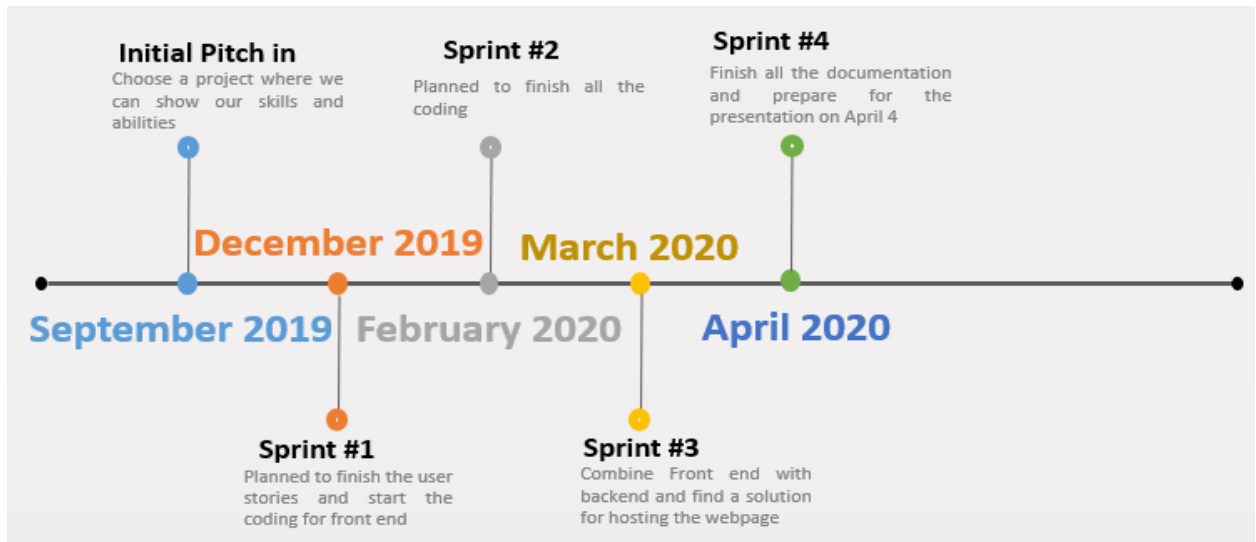 Initial Pitch in
Choose a project where we
can show our skills and
abilities
Sprint #2
Planned to finish all the
coding
Sprint #4
Finish all the documentation
and prepare for the
presentation on April 4
December 2019
March 2020
September 2019
February 2020
April 2020
Sprint #1
Planned to finish the user
stories and start the
coding for front end
Sprint #3
Combine Front end with
backend and find a solution
for hosting the webpage